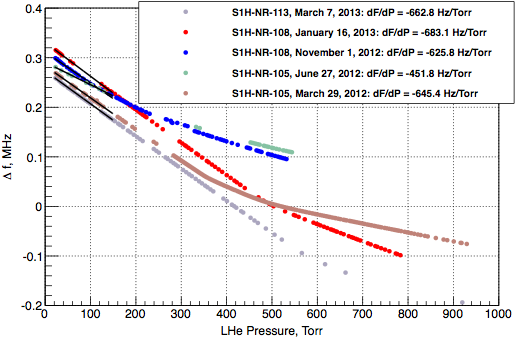 S1H-NR-113, March 7, 2013: dF/dP = -662.8 Hz/Torr
S1H-NR-108, January 16, 2013: dF/dP = -683.1 Hz/Torr
S1H-NR-108, November 1, 2012: dF/dP = -625.8 Hz/Torr
S1H-NR-105, June 27, 2012: dF/dP = -451.8 Hz/Torr
S1H-NR-105, March 29, 2012: dF/dP = -645.4 Hz/Torr
Δ f, MHz
0.4
0.3
0.2
0.1
0
-0.1
-0.2
0 100 200 300 400 500 600 700 800 900 1000
LHe Pressure, Torr